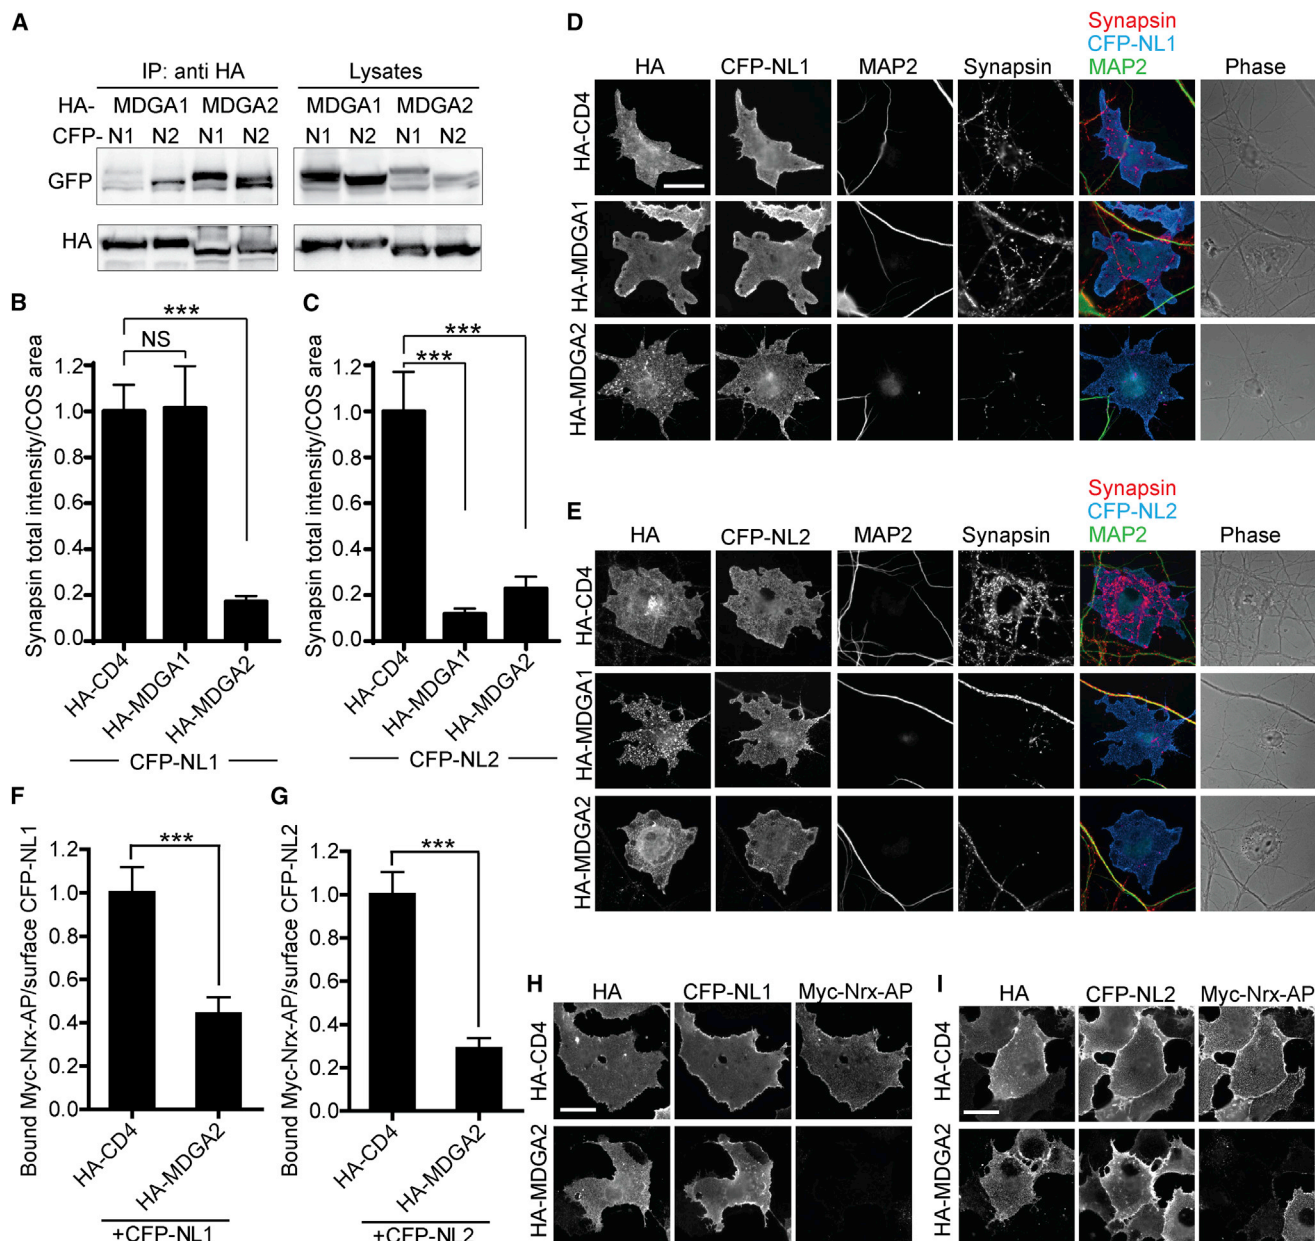 A
IP: anti HA
Lysates
HA- MDGA1 MDGA2 MDGA1 MDGA2
CFP- N1 N2 N1 N2 N1 N2 N1 N2
GFP
HA
B
***
NS
Synapsin total intensity/COS area
1.2
1.0
0.8
0.6
0.4
0.2
0.0
HA-CD4
HA-MDGA1
HA-MDGA2
CFP-NL1
C
***
***
Synapsin total intensity/COS area
1.2
1.0
0.8
0.6
0.4
0.2
0.0
HA-CD4
HA-MDGA1
HA-MDGA2
CFP-NL2
D
Synapsin
CFP-NL1
MAP2
HA CFP-NL1 MAP2 Synapsin Phase
HA-CD4
HA-MDGA1
HA-MDGA2
E
Synapsin
CFP-NL2
MAP2
HA CFP-NL2 MAP2 Synapsin Phase
HA-CD4
HA-MDGA1
HA-MDGA2
F
***
Bound Myc-Nrx-AP/surface CFP-NL1
1.2
1.0
0.8
0.6
0.4
0.2
0.0
HA-CD4
HA-MDGA2
+CFP-NL1
G
***
Bound Myc-Nrx-AP/surface CFP-NL2
1.2
1.0
0.8
0.6
0.4
0.2
0.0
HA-CD4
HA-MDGA2
+CFP-NL2
H
HA CFP-NL1 Myc-Nrx-AP
HA-CD4
HA-MDGA2
I
HA CFP-NL2 Myc-Nrx-AP
HA-CD4
HA-MDGA2